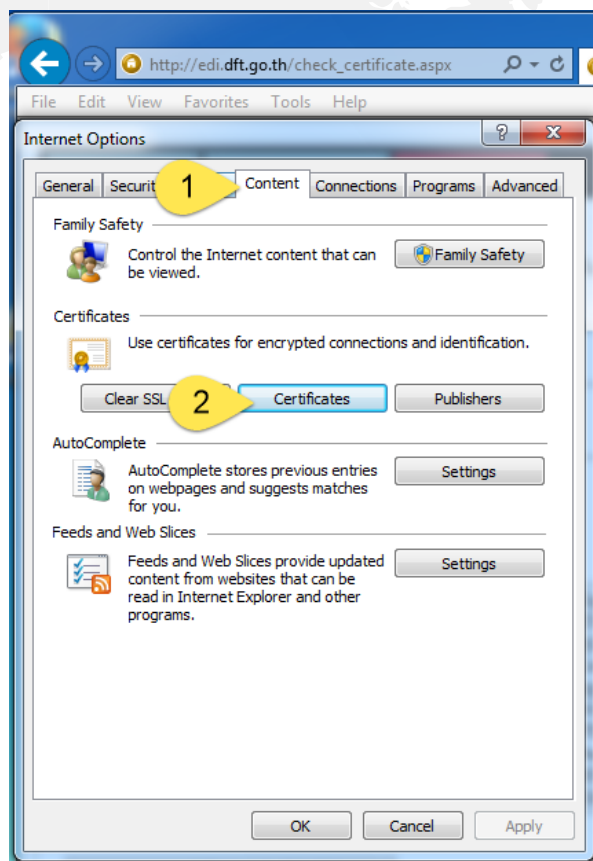 http://edi.dft.go.th/check_certificate.aspx
File Edit View Favorites Tools Help
Internet Options
General Securit 1 Content Connections Programs Advanced
Family Safety
Control the Internet content that can
be viewed.
Family Safety
Certificates
Use certificates for encrypted connections and identification.
Clear SSL 2 Certificates Publishers
AutoComplete
AutoComplete stores previous entries
on webpages and suggests matches
for you.
Settings
Feeds and Web Slices
Feeds and Web Slices provide updated
content from websites that can be
read in Internet Explorer and other
programs.
Settings
OK Cancel Apply